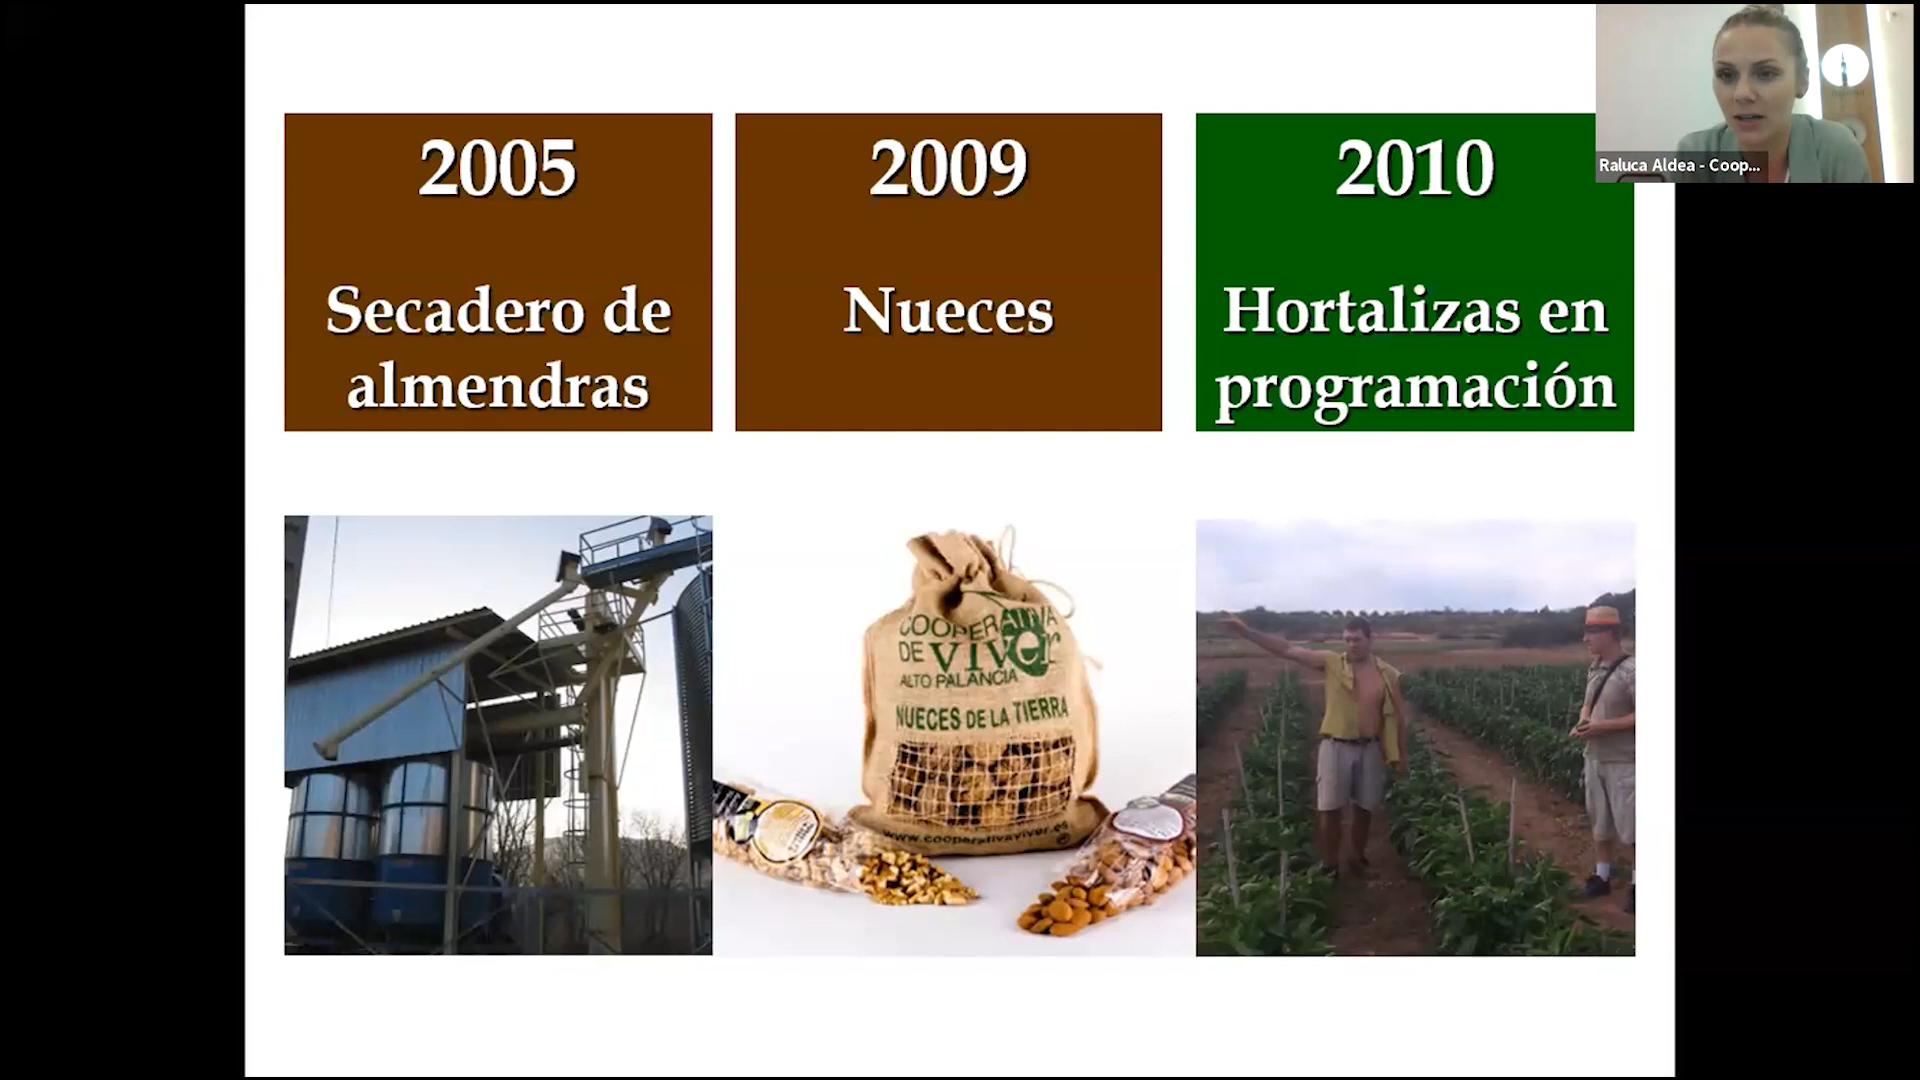 2005
Secadero de
almendras
2009
Nueces
2010
Hortalizas en
programación
Raluca Aldea - Coop...
COOPERATIVA
DE viver
ALTO PALANCIA
NUECES DE LA TIERRA
www.cooperativaviver.es